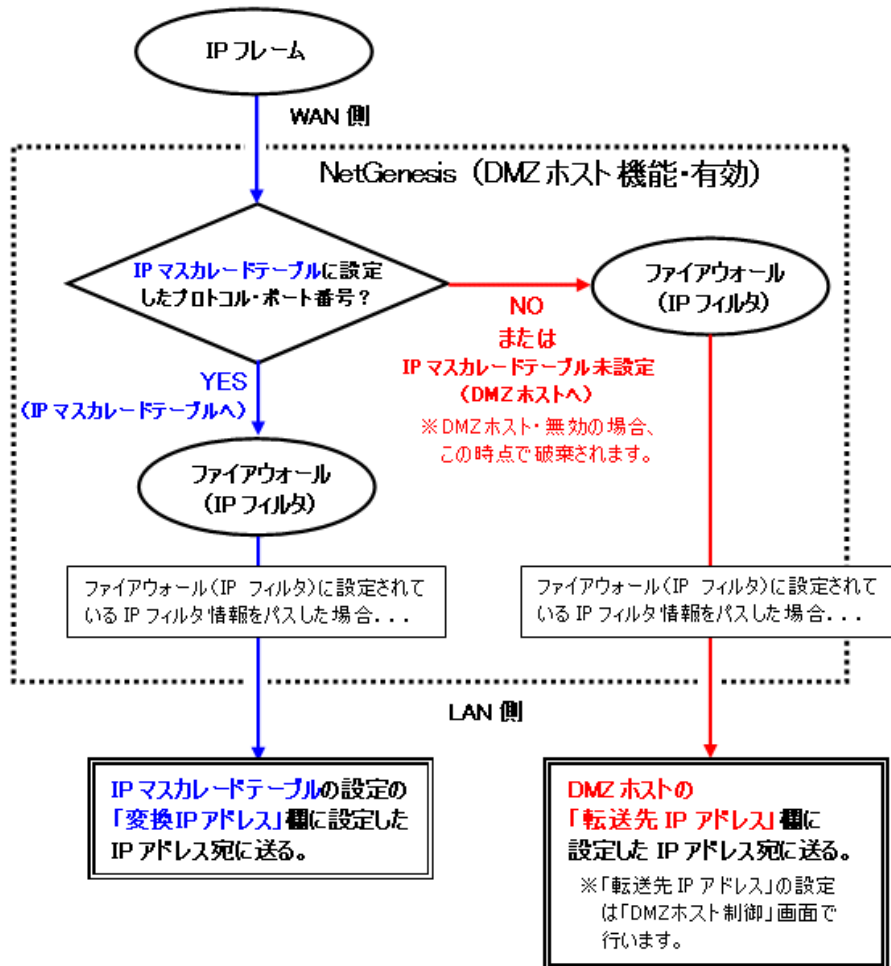 IP フレーム
WAN 側
NetGenesis (DMZ ホスト 機能・有効)
IP マスカレードテーブルに設定
したプロトコル・ポート番号?
ファイアウォール
(IP フィルタ)
NO
または
IP マスカレードテーブル未設定
(DMZ ホストへ)
※DMZ ホスト・無効の場合、
この時点で破棄されます。
YES
(IP マスカレードテーブルへ)
ファイアウォール
(IP フィルタ)
ファイアウォール(IP フィルタ)に設定されて
いる IP フィルタ情報をパスした場合...
ファイアウォール(IP フィルタ)に設定されて
いる IP フィルタ情報をパスした場合...
LAN 側
IP マスカレードテーブルの設定の
「変換IP アドレス」欄に設定した
IP アドレス宛に送る。
DMZ ホストの
「転送先 IP アドレス」欄に
設定した IP アドレス宛に送る。
※「転送先 IP アドレス」の設定
は「DMZホスト制御」画面で
行います。